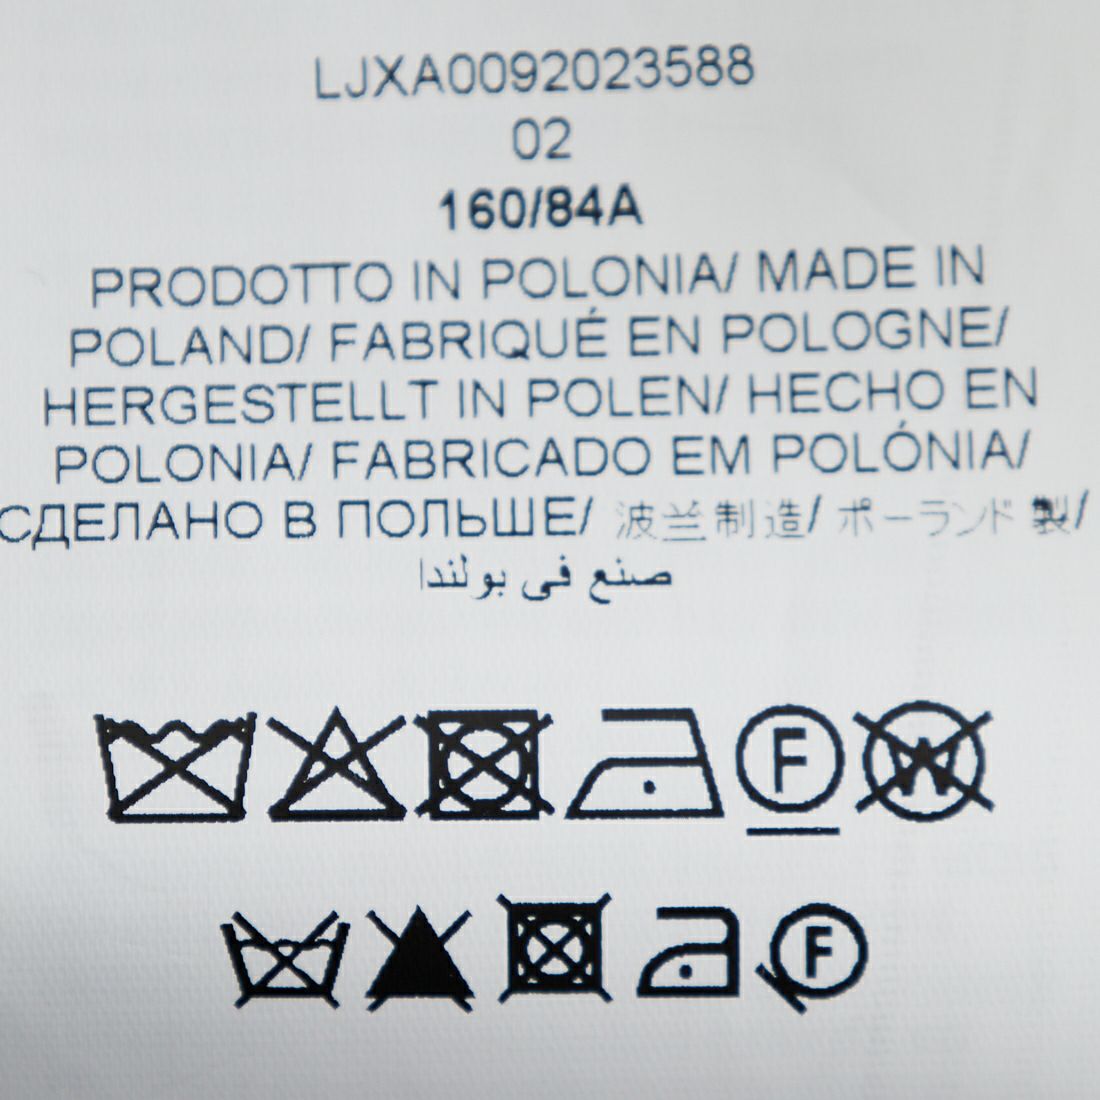 LJXA0092023588
02
160/84A
PRODOTTO IN POLONIA/ MADE IN
POLAND/ FABRIQUÉ EN POLOGNE/
HERGESTELLT IN POLEN/ HECHO EN
POLONIA/ FABRICADO EM POLÓNIA/
СДЕЛАНО В ПОЛЬШЕ/ 波兰制造/ ポーランド 製/
صنع في بولندا
F W
F